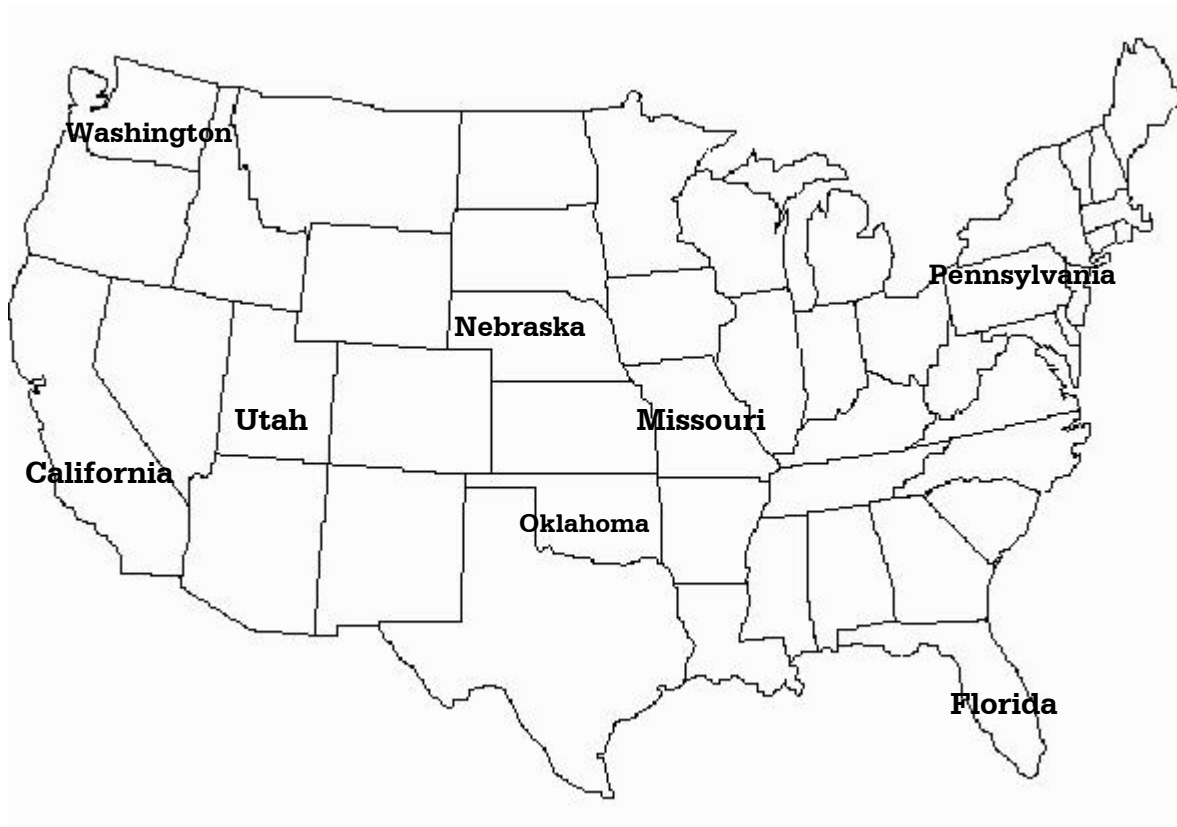 Washington
Pennsylvania
Nebraska
Utah
Missouri
California
Oklahoma
Florida